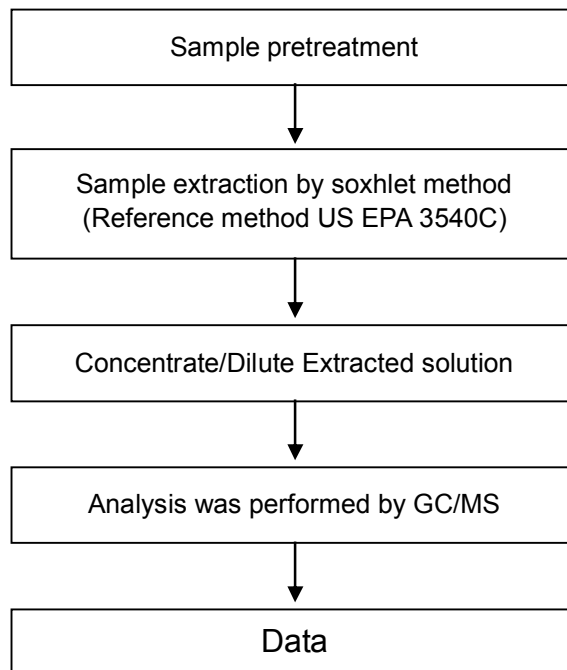 Sample pretreatment
Sample extraction by soxhlet method
(Reference method US EPA 3540C)
Concentrate/Dilute Extracted solution
Analysis was performed by GC/MS
Data